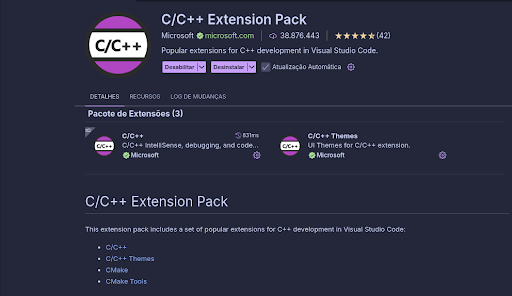 C/C++ Extension Pack
C/C++
Microsoft microsoft.com | 38.876.443 | (42)
Popular extensions for C++ development in Visual Studio Code.
Desabilitar Desinstalar Atualização Automática
DETALHES RECURSOS LOG DE MUDANÇAS
Pacote de Extensões (3)
C/C++ 831ms
C/C++ IntelliSense, debugging, and code...
Microsoft
C/C++
C/C++ Themes
UI Themes for C/C++ extension.
Microsoft
C/C++
C/C++ Extension Pack
This extension pack includes a set of popular extensions for C++ development in Visual Studio Code:
C/C++
C/C++ Themes
CMake
CMake Tools